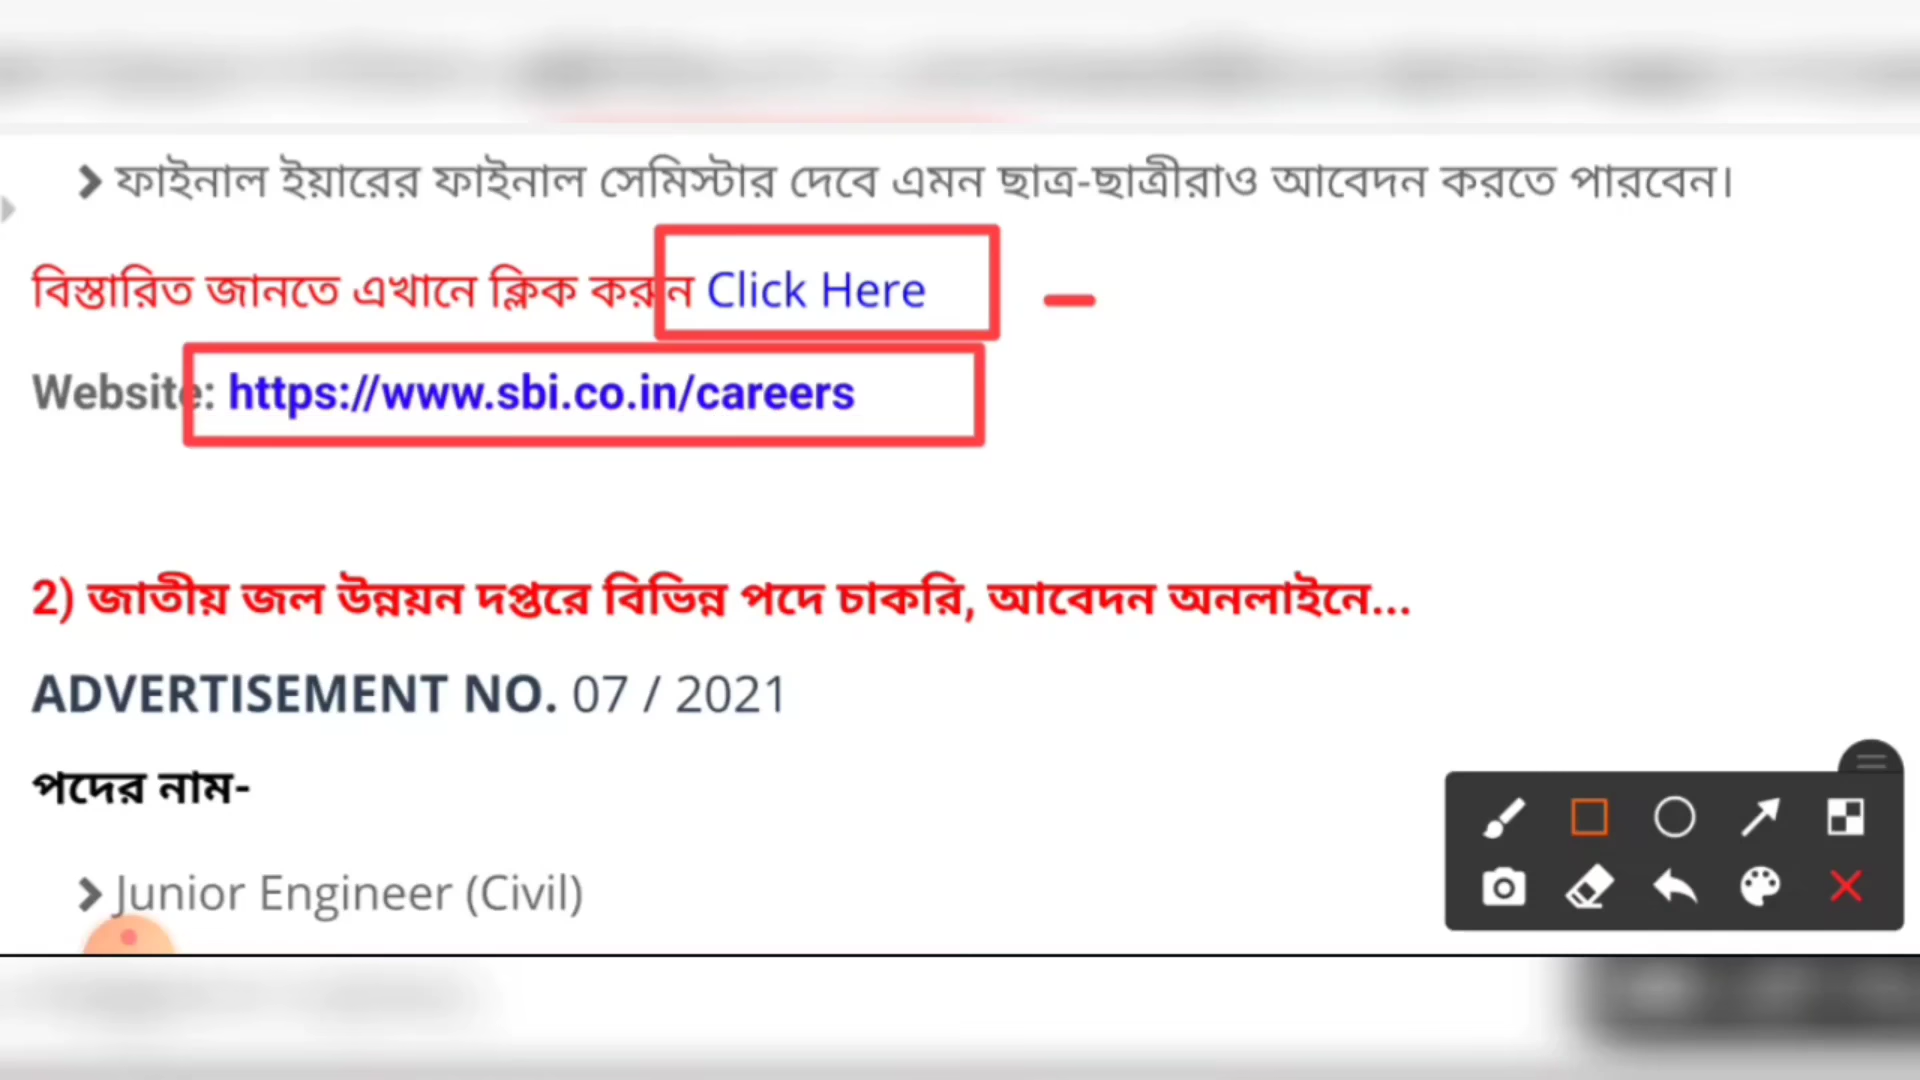 ফাইনাল ইয়ারের ফাইনাল সেমিস্টার দেবে এমন ছাত্র-ছাত্রীরাও আবেদন করতে পারবেন।
বিস্তারিত জানতে এখানে ক্লিক করুন Click Here
Website: https://www.sbi.co.in/careers
2) জাতীয় জল উন্নয়ন দপ্তরে বিভিন্ন পদে চাকরি, আবেদন অনলাইনে...
ADVERTISEMENT NO. 07 / 2021
পদের নাম-
Junior Engineer (Civil)